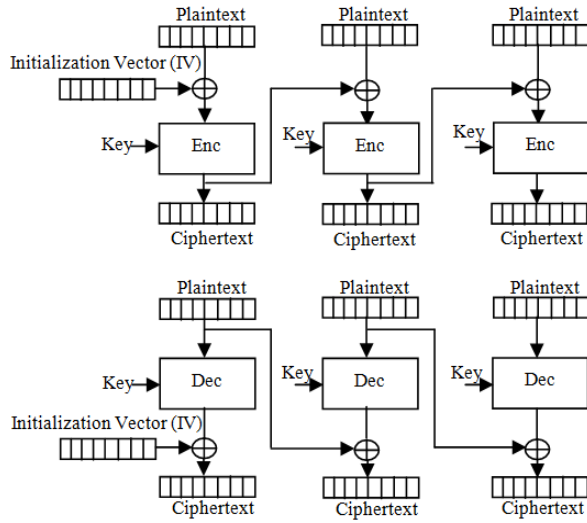 Plaintext Plaintext Plaintext
Initialization Vector (IV)
Key Enc Key Enc Key Enc
Ciphertext Ciphertext Ciphertext
Plaintext Plaintext Plaintext
Key Dec Key Dec Key Dec
Initialization Vector (IV)
Ciphertext Ciphertext Ciphertext